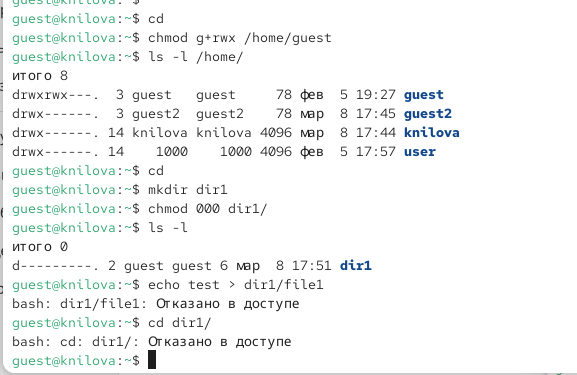 guest@knilova:~$
guest@knilova:~$ cd
guest@knilova:~$ chmod g+rwx /home/guest
guest@knilova:~$ ls -l /home/
итого 8
drwxrwx---.  3 guest   guest     78 фев  5 19:27 guest
drwx------.  3 guest2  guest2    78 мар  8 17:45 guest2
drwx------. 14 knilova knilova 4096 мар  8 17:44 knilova
drwx------. 14    1000    1000 4096 фев  5 17:57 user
guest@knilova:~$ cd
guest@knilova:~$ mkdir dir1
guest@knilova:~$ chmod 000 dir1/
guest@knilova:~$ ls -l
итого 0
d---------. 2 guest guest 6 мар  8 17:51 dir1
guest@knilova:~$ echo test > dir1/file1
bash: dir1/file1: Отказано в доступе
guest@knilova:~$ cd dir1/
bash: cd: dir1/: Отказано в доступе
guest@knilova:~$